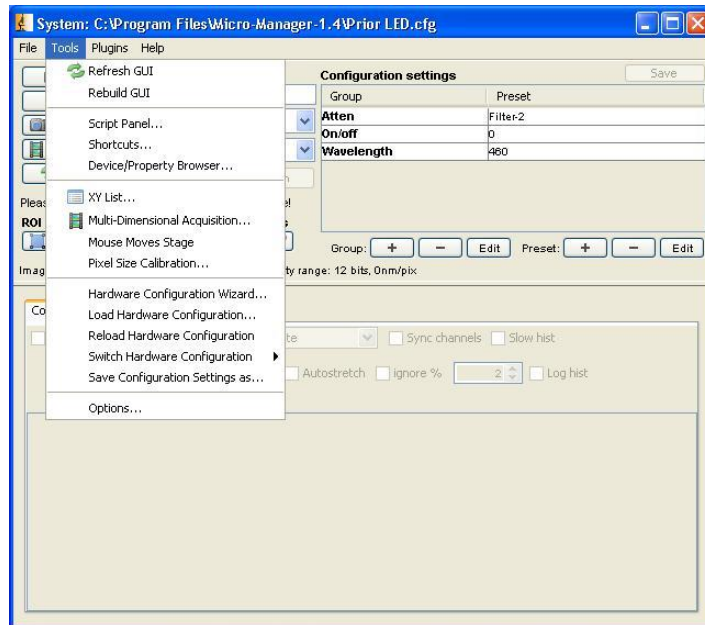 System: C:\Program Files\Micro-Manager-1.4\Prior LED.cfg
File Tools Plugins Help
Refresh GUI
Rebuild GUI
Script Panel...
Shortcuts...
Device/Property Browser...
XY List...
Multi-Dimensional Acquisition...
Mouse Moves Stage
Pixel Size Calibration...
Hardware Configuration Wizard...
Load Hardware Configuration...
Reload Hardware Configuration
Switch Hardware Configuration
Save Configuration Settings as...
Options...
Configuration settings Save
Group Preset
Atten Filter-2
On/off 0
Wavelength 460
Group: + - Edit Preset: + - Edit
ROI
range: 12 bits, 0nm/pix
Sync channels Slow hist
Autostretch ignore % 2 Log hist